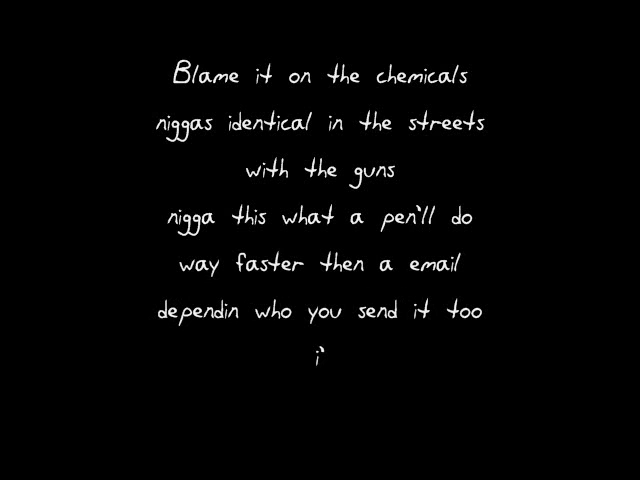 Blame it on the chemicals
niggas identical in the streets
with the guns
nigga this what a pen'll do
way faster then a email
dependin who you send it too
i'